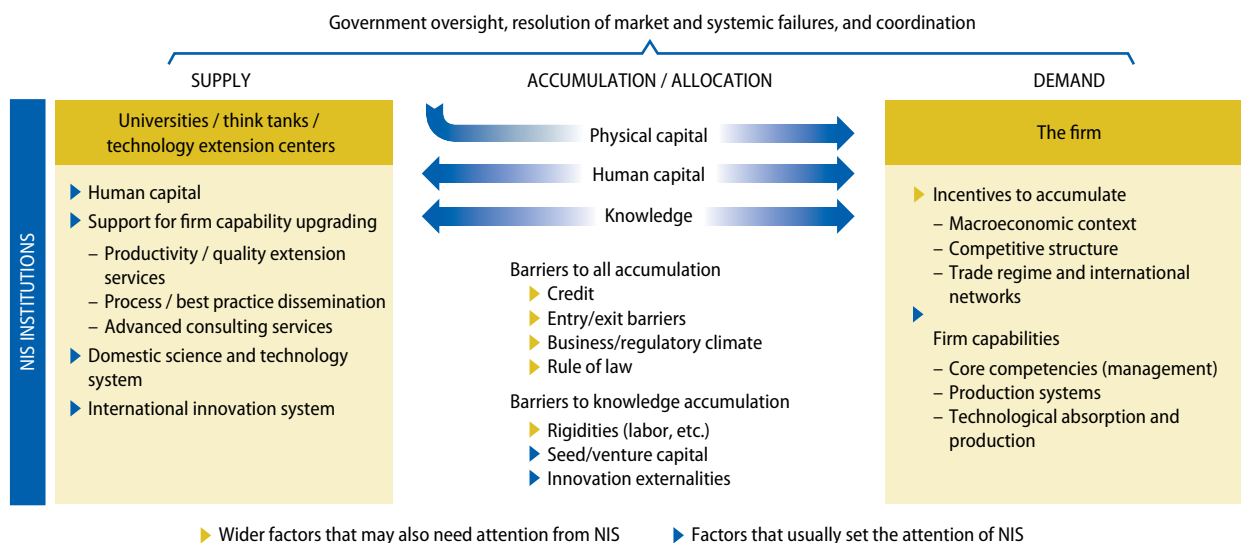 Government oversight, resolution of market and systemic failures, and coordination
SUPPLY
ACCUMULATION / ALLOCATION
DEMAND
NIS INSTITUTIONS
Universities / think tanks /
technology extension centers
Human capital
Support for firm capability upgrading
– Productivity / quality extension
services
– Process / best practice dissemination
– Advanced consulting services
Domestic science and technology
system
International innovation system
Physical capital
Human capital
Knowledge
Barriers to all accumulation
Credit
Entry/exit barriers
Business/regulatory climate
Rule of law
Barriers to knowledge accumulation
Rigidities (labor, etc.)
Seed/venture capital
Innovation externalities
The firm
Incentives to accumulate
– Macroeconomic context
– Competitive structure
– Trade regime and international
networks
Firm capabilities
– Core competencies (management)
– Production systems
– Technological absorption and
production
Wider factors that may also need attention from NIS
Factors that usually set the attention of NIS